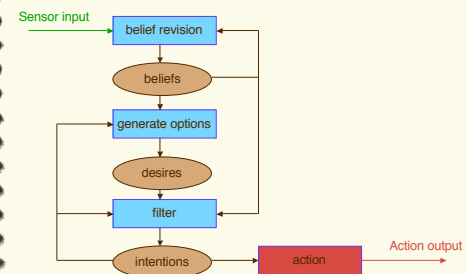 Sensor input
belief revision
beliefs
generate options
desires
filter
Action output
intentions
action